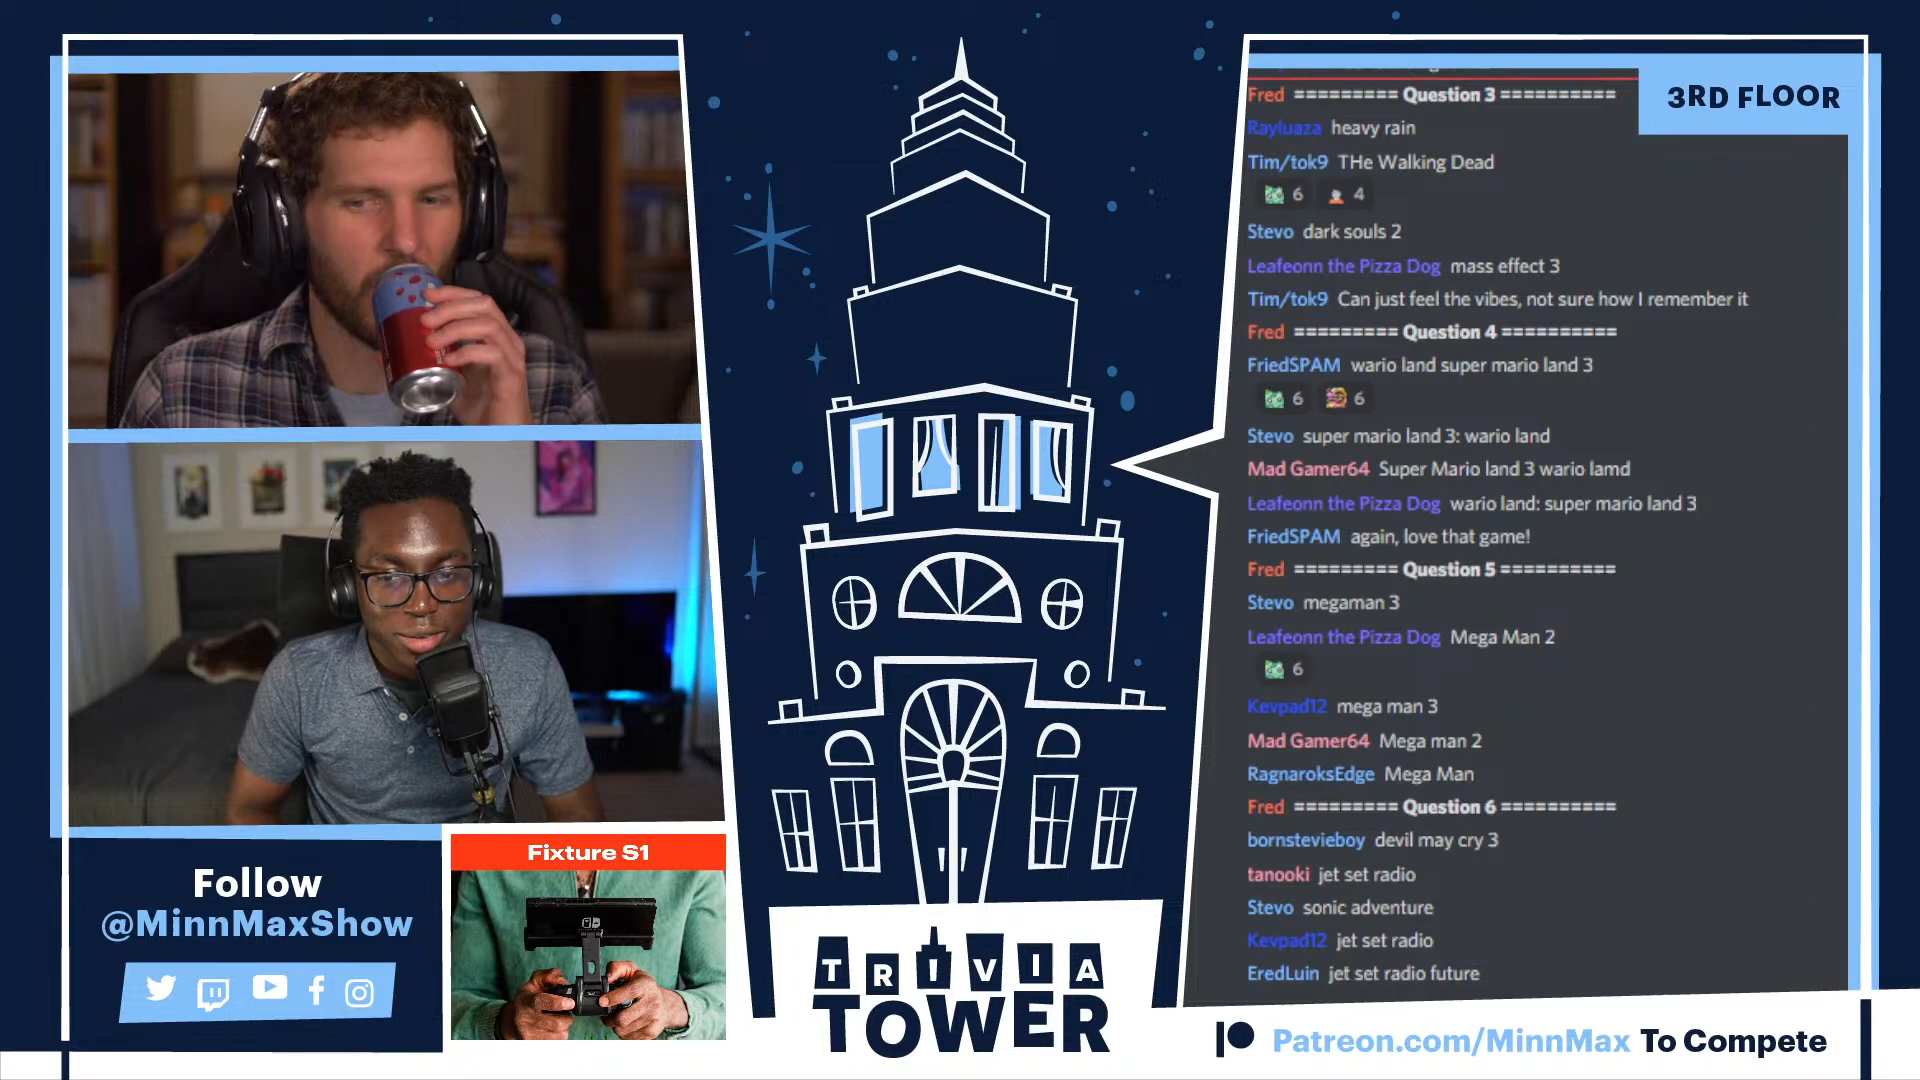 3RD FLOOR
Fred ========= Question 3 ==========
Rayluaza heavy rain
Tim/tok9 THe Walking Dead
6 4
Stevo dark souls 2
Leafeonn the Pizza Dog mass effect 3
Tim/tok9 Can just feel the vibes, not sure how I remember it
Fred ========= Question 4 ==========
FriedSPAM wario land super mario land 3
6 6
Stevo super mario land 3: wario land
Mad Gamer64 Super Mario land 3 wario lamd
Leafeonn the Pizza Dog wario land: super mario land 3
FriedSPAM again, love that game!
Fred ========= Question 5 ==========
Stevo megaman 3
Leafeonn the Pizza Dog Mega Man 2
6
Kevpad12 mega man 3
Mad Gamer64 Mega man 2
RagnaroksEdge Mega Man
Fred ========= Question 6 ==========
bornstevieboy devil may cry 3
tanooki jet set radio
Stevo sonic adventure
Kevpad12 jet set radio
EredLuin jet set radio future
Follow
@MinnMaxShow
Fixture S1
TRIVIA
TOWER
Patreon.com/MinnMax To Compete